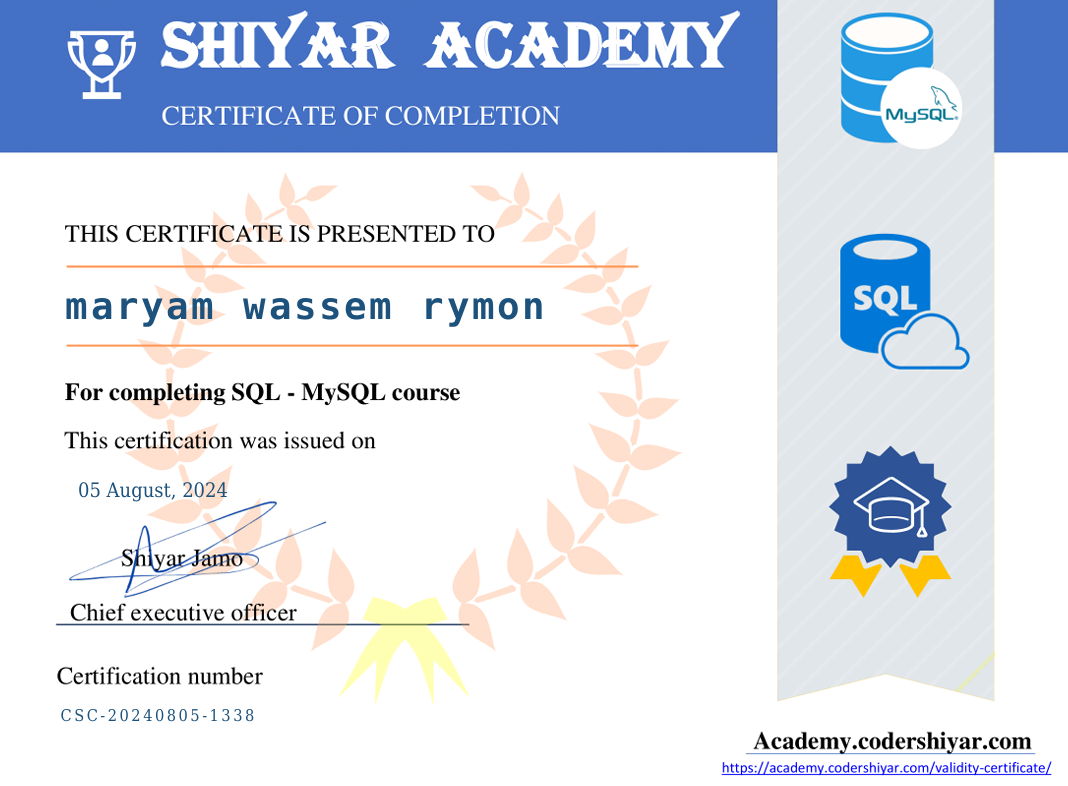 SHIYAR ACADEMY
CERTIFICATE OF COMPLETION
MySQL®
THIS CERTIFICATE IS PRESENTED TO
maryam wassem rymon
SQL
For completing SQL - MySQL course
This certification was issued on
05 August, 2024
Shiyar Jamo
Chief executive officer
Certification number
CSC-20240805-1338
Academy.codershiyar.com
https://academy.codershiyar.com/validity-certificate/